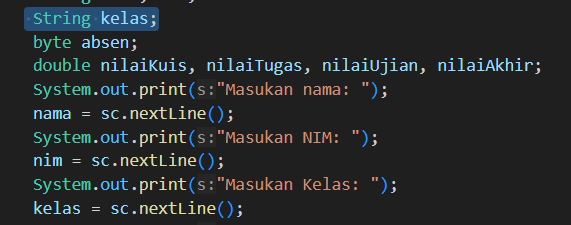 String kelas;
byte absen;
double nilaiKuis, nilaiTugas, nilaiUjian, nilaiAkhir;
System.out.print(s:"Masukan nama: ");
nama = sc.nextLine();
System.out.print(s:"Masukan NIM: ");
nim = sc.nextLine();
System.out.print(s:"Masukan Kelas: ");
kelas = sc.nextLine();